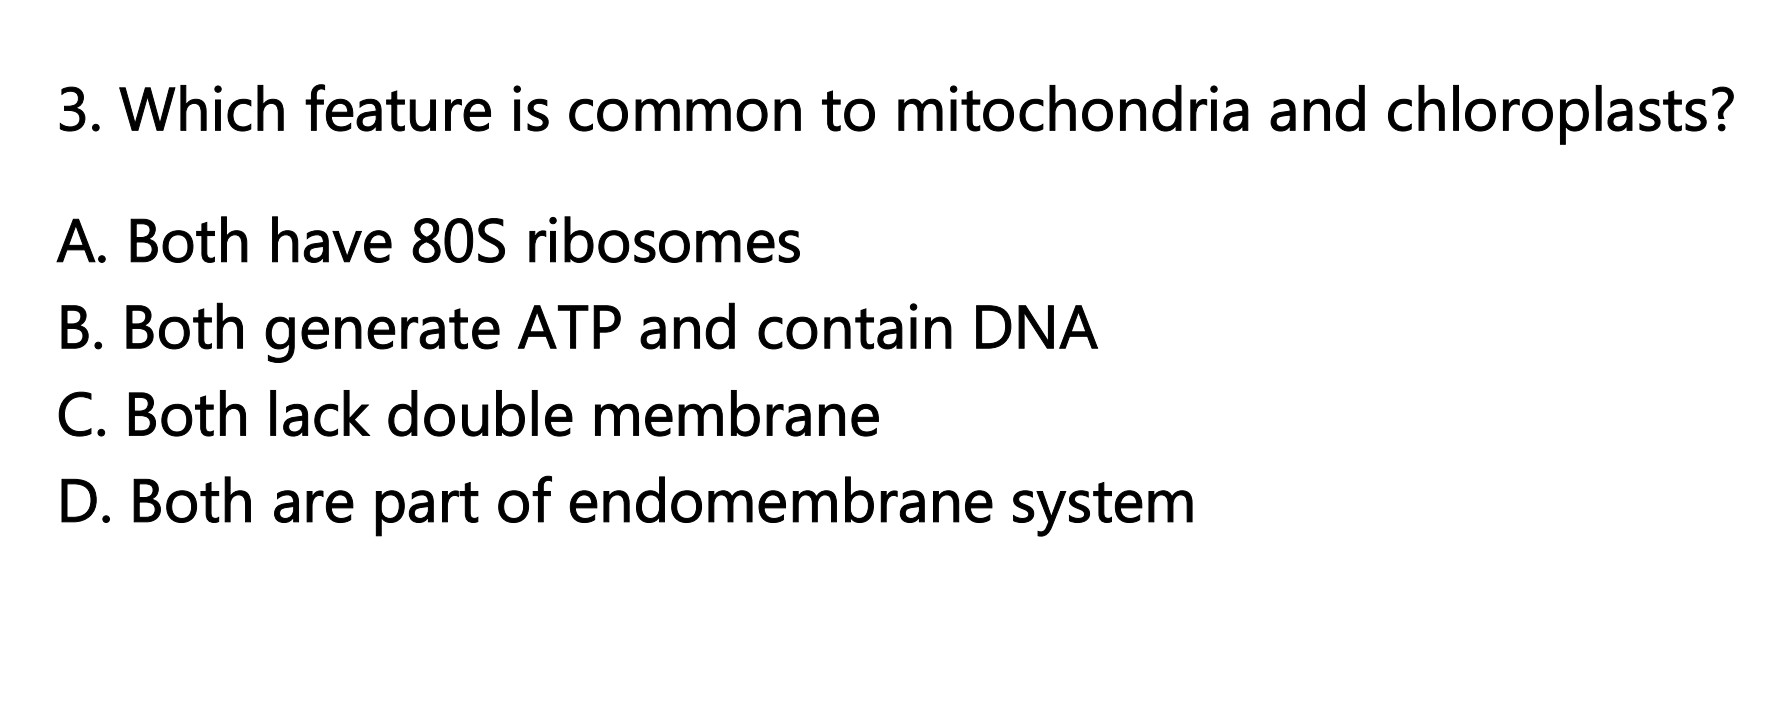 3. Which feature is common to mitochondria and chloroplasts?
A. Both have 80S ribosomes
B. Both generate ATP and contain DNA
C. Both lack double membrane
D. Both are part of endomembrane system